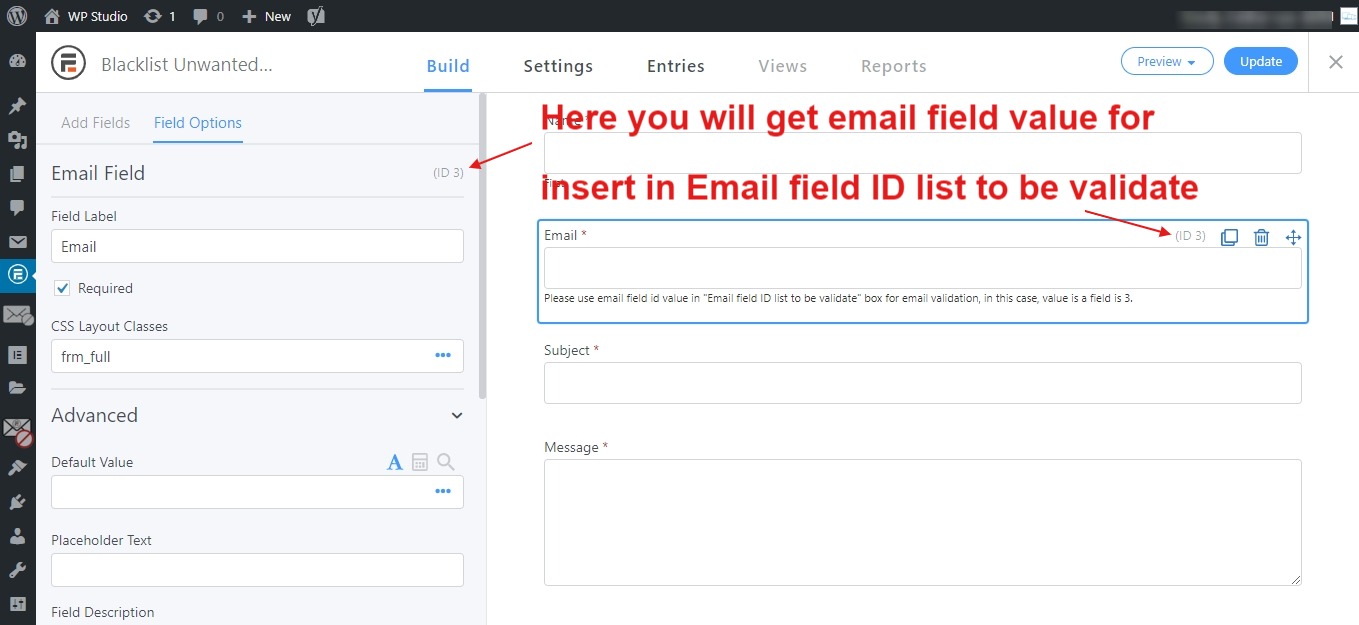 WP Studio 1 0 New
Blacklist Unwanted... Build Settings Entries Views Reports Preview Update
Add Fields Field Options
Here you will get email field value for
Name *
Email Field (ID 3)
First
insert in Email field ID list to be validate
Field Label
Email
Email * (ID 3)
Please use email field id value in "Email field ID list to be validate" box for email validation, in this case, value is a field is 3.
Required
CSS Layout Classes
frm_full
Subject *
Advanced
Message *
Default Value
Placeholder Text
Field Description